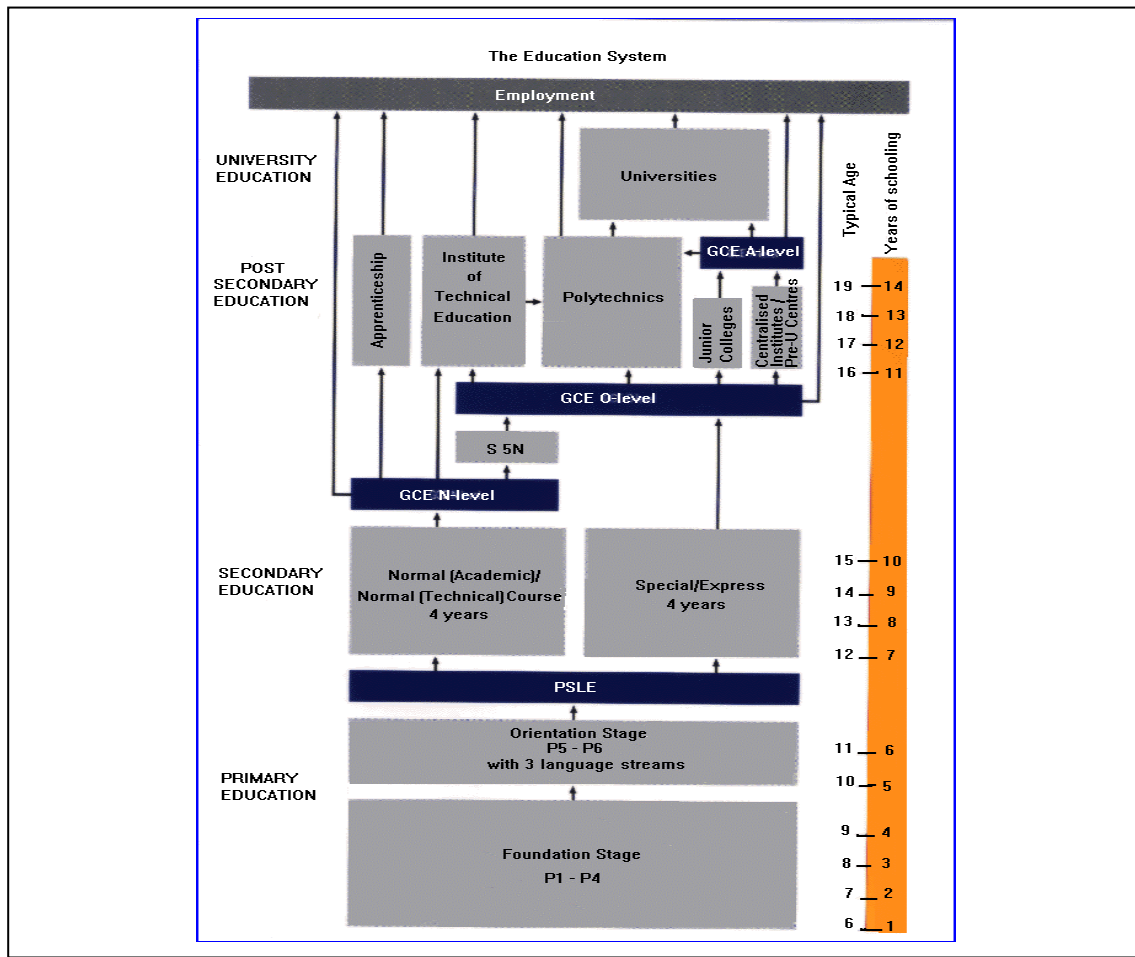 The Education System
Employment
UNIVERSITY
EDUCATION
Universities
Typical Age
Years of schooling
POST
SECONDARY
EDUCATION
Apprenticeship
Institute
of
Technical
Education
Polytechnics
GCE A-level
Junior
Colleges
Centralised
Institutes /
Pre-U Centres
19 14
18 13
17 12
16 11
GCE O-level
S 5N
GCE N-level
SECONDARY
EDUCATION
Normal (Academic)/
Normal (Technical) Course
4 years
Special/Express
4 years
15 10
14 9
13 8
12 7
PSLE
Orientation Stage
P5 - P6
with 3 language streams
PRIMARY
EDUCATION
11 6
10 5
Foundation Stage
P1 - P4
9 4
8 3
7 2
6 1